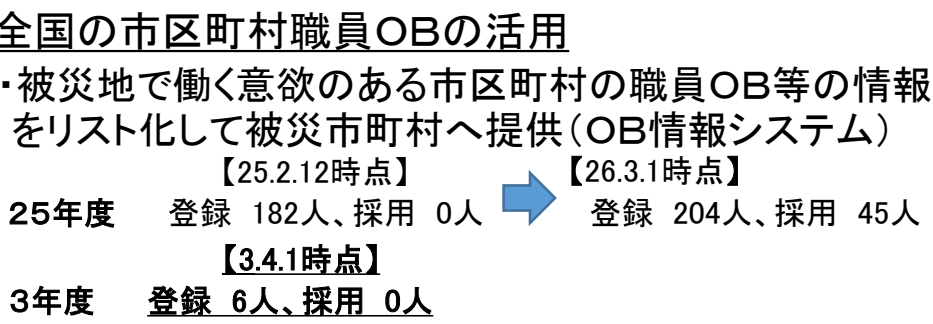 全国の市区町村職員ОBの活用
・被災地で働く意欲のある市区町村の職員ОB等の情報
をリスト化して被災市町村へ提供(ОB情報システム)
【25.2.12時点】 【26.3.1時点】
25年度 登録 182人、採用 0人 登録 204人、採用 45人
【3.4.1時点】
3年度 登録 6人、採用 0人